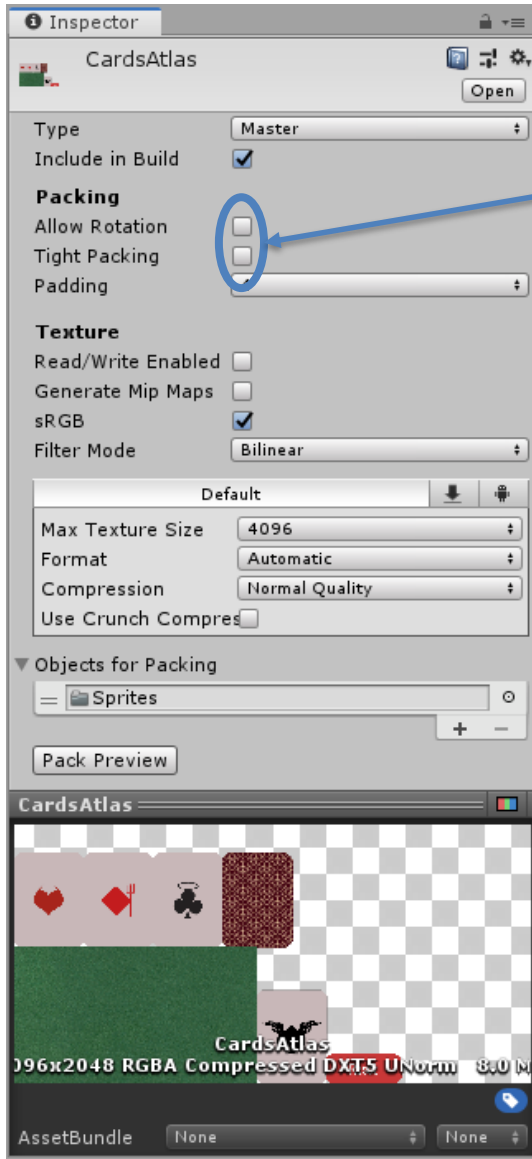 Inspector
CardsAtlas
Open
Type Master
Include in Build
Packing
Allow Rotation
Tight Packing
Padding
Texture
Read/Write Enabled
Generate Mip Maps
sRGB
Filter Mode Bilinear
Default
Max Texture Size 4096
Format Automatic
Compression Normal Quality
Use Crunch Compres
Objects for Packing
Sprites
Pack Preview
CardsAtlas
CardsAtlas
096x2048 RGBA Compressed DXT5 UNorm 8.0 M
AssetBundle None None